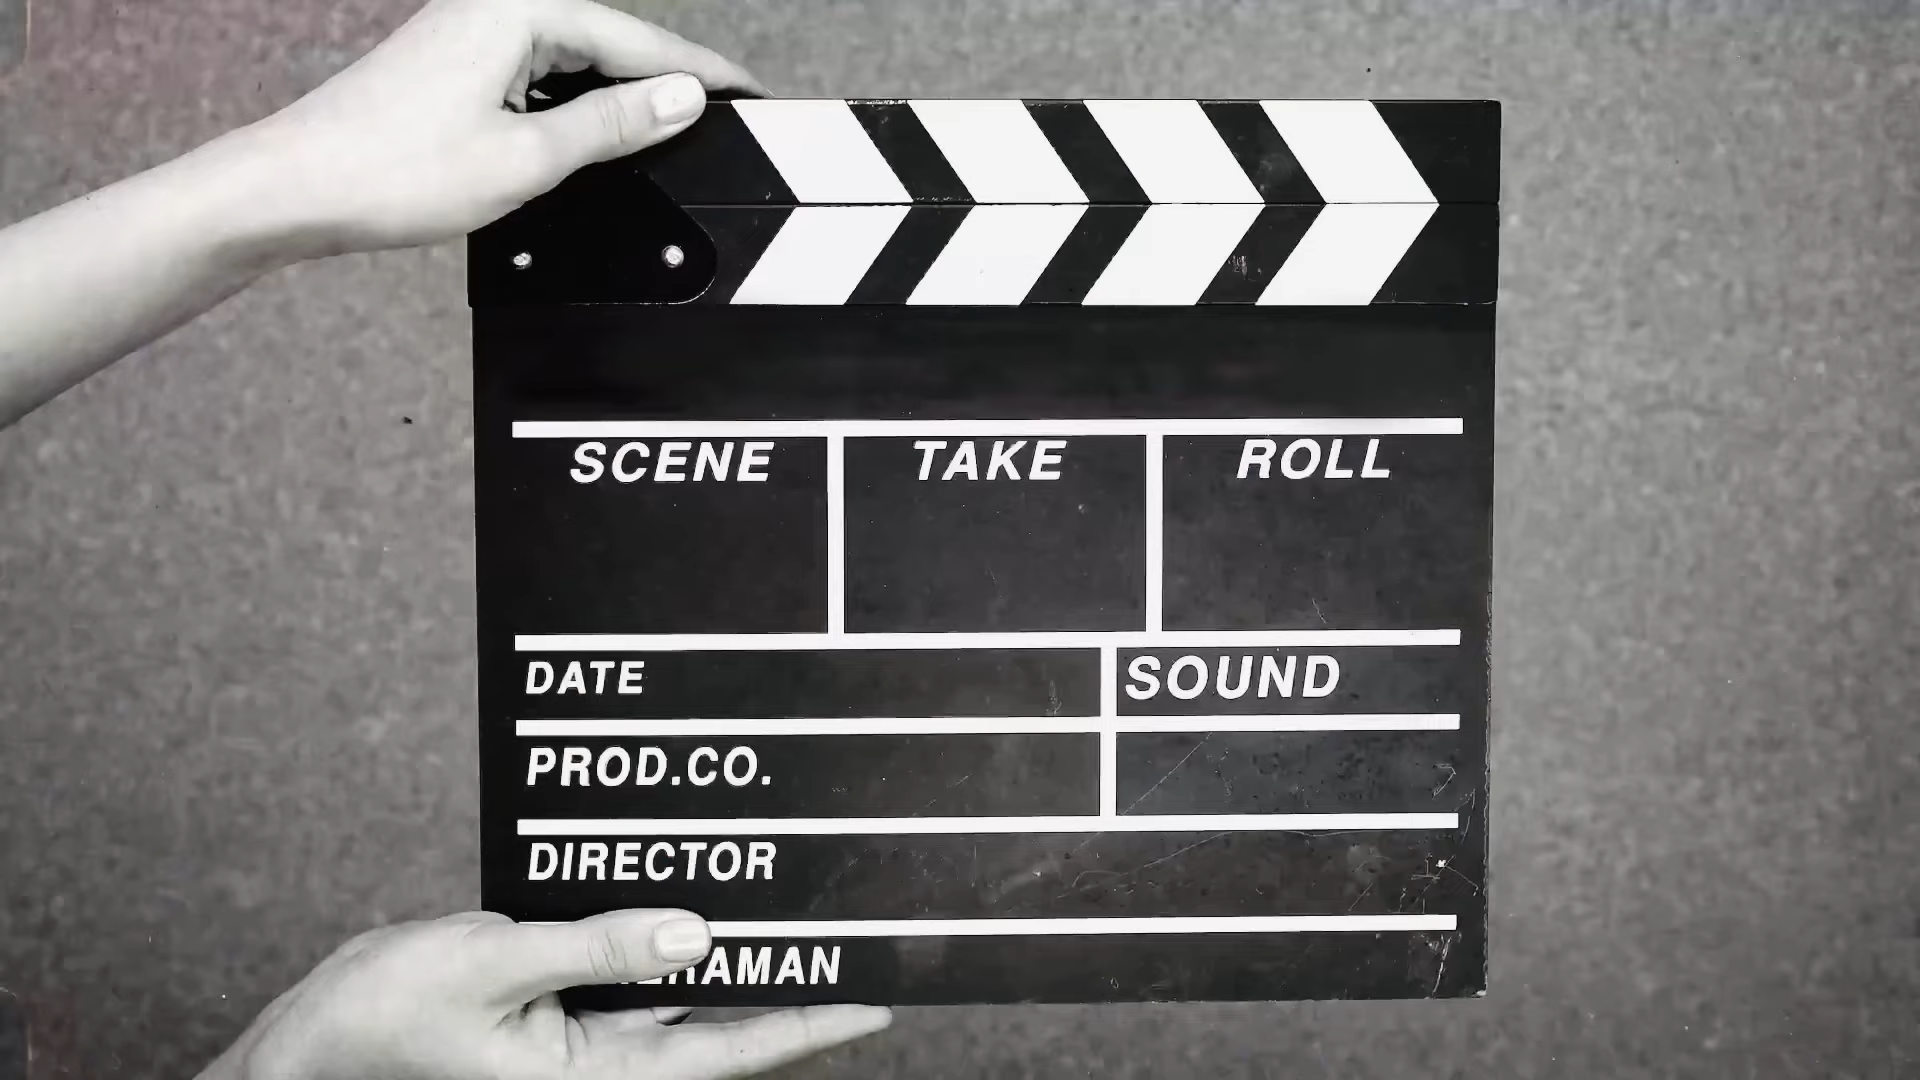 SCENE TAKE ROLL
DATE SOUND
PROD.CO.
DIRECTOR